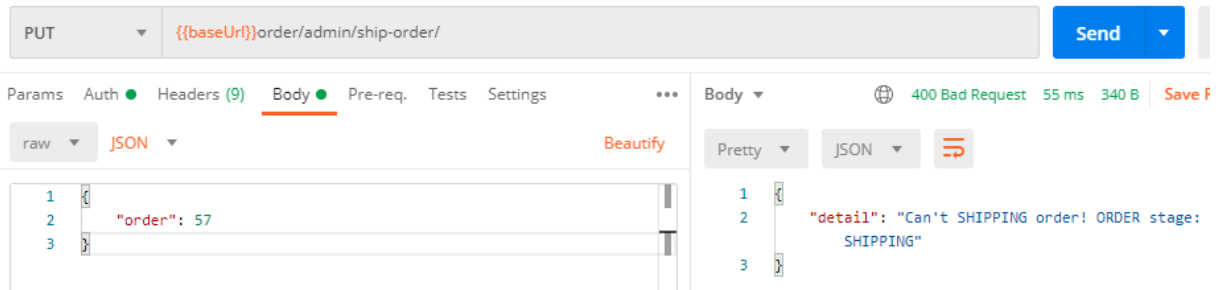 PUT {{baseUrl}}order/admin/ship-order/ Send
Params Auth Headers (9) Body Pre-req. Tests Settings ••• Body 400 Bad Request 55 ms 340 B Save
raw JSON Beautify Pretty JSON
1 {
2 "order": 57
3 }
1 {
2 "detail": "Can't SHIPPING order! ORDER stage:
SHIPPING"
3 }